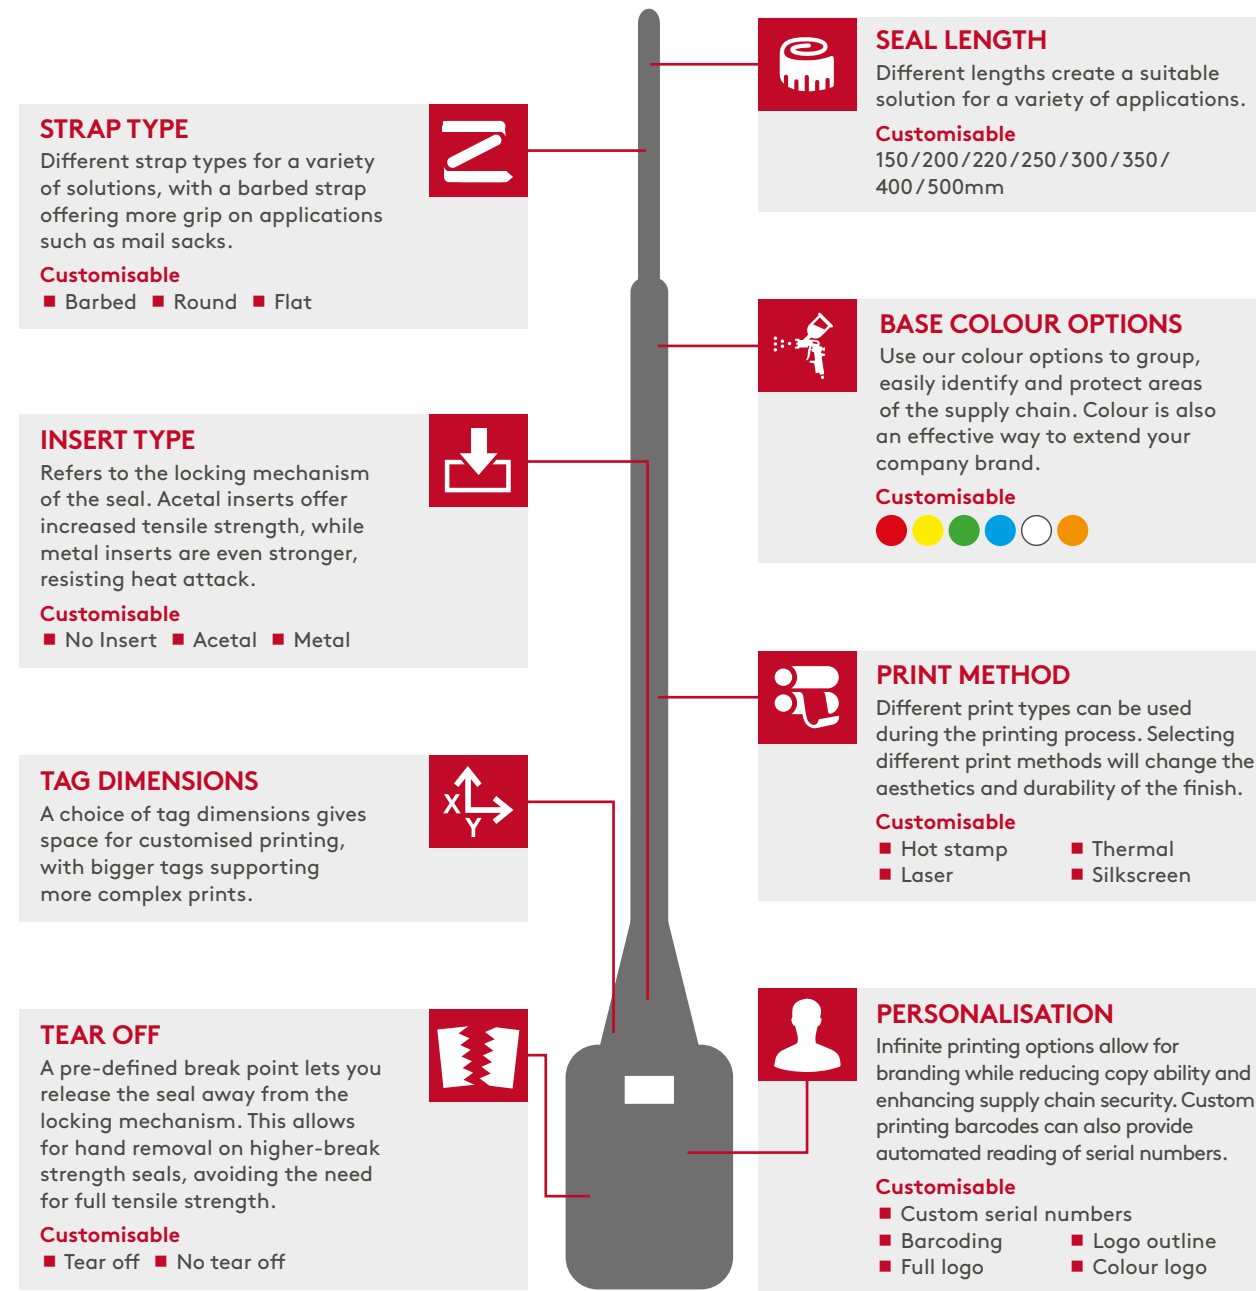 STRAP TYPE
Different strap types for a variety
of solutions, with a barbed strap
offering more grip on applications
such as mail sacks.
Customisable
Barbed Round Flat
INSERT TYPE
Refers to the locking mechanism
of the seal. Acetal inserts offer
increased tensile strength, while
metal inserts are even stronger,
resisting heat attack.
Customisable
No Insert Acetal Metal
X
Y
TAG DIMENSIONS
A choice of tag dimensions gives
space for customised printing,
with bigger tags supporting
more complex prints.
TEAR OFF
A pre-defined break point lets you
release the seal away from the
locking mechanism. This allows
for hand removal on higher-break
strength seals, avoiding the need
for full tensile strength.
Customisable
Tear off No tear off
SEAL LENGTH
Different lengths create a suitable
solution for a variety of applications.
Customisable
150/200/220/250/300/350/
400/500mm
BASE COLOUR OPTIONS
Use our colour options to group,
easily identify and protect areas
of the supply chain. Colour is also
an effective way to extend your
company brand.
Customisable
PRINT METHOD
Different print types can be used
during the printing process. Selecting
different print methods will change the
aesthetics and durability of the finish.
Customisable
Hot stamp Thermal
Laser Silkscreen
PERSONALISATION
Infinite printing options allow for
branding while reducing copy ability and
enhancing supply chain security. Custom
printing barcodes can also provide
automated reading of serial numbers.
Customisable
Custom serial numbers
Barcoding Logo outline
Full logo Colour logo